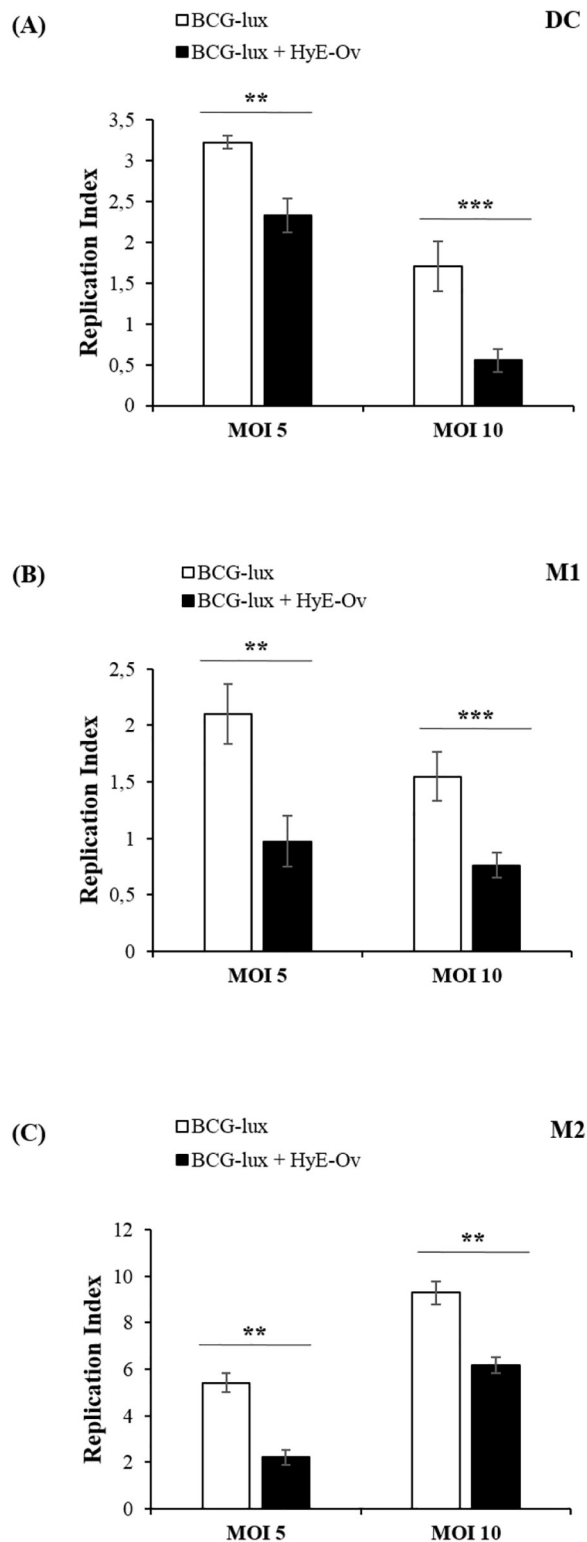 (A)
BCG-lux
DC
BCG-lux + HyE-Ov
**
***
Replication Index
3,5
3
2,5
2
1,5
1
0,5
0
MOI 5
MOI 10
(B)
BCG-lux
M1
BCG-lux + HyE-Ov
**
***
Replication Index
2,5
2
1,5
1
0,5
0
MOI 5
MOI 10
(C)
BCG-lux
M2
BCG-lux + HyE-Ov
**
**
Replication Index
12
10
8
6
4
2
0
MOI 5
MOI 10